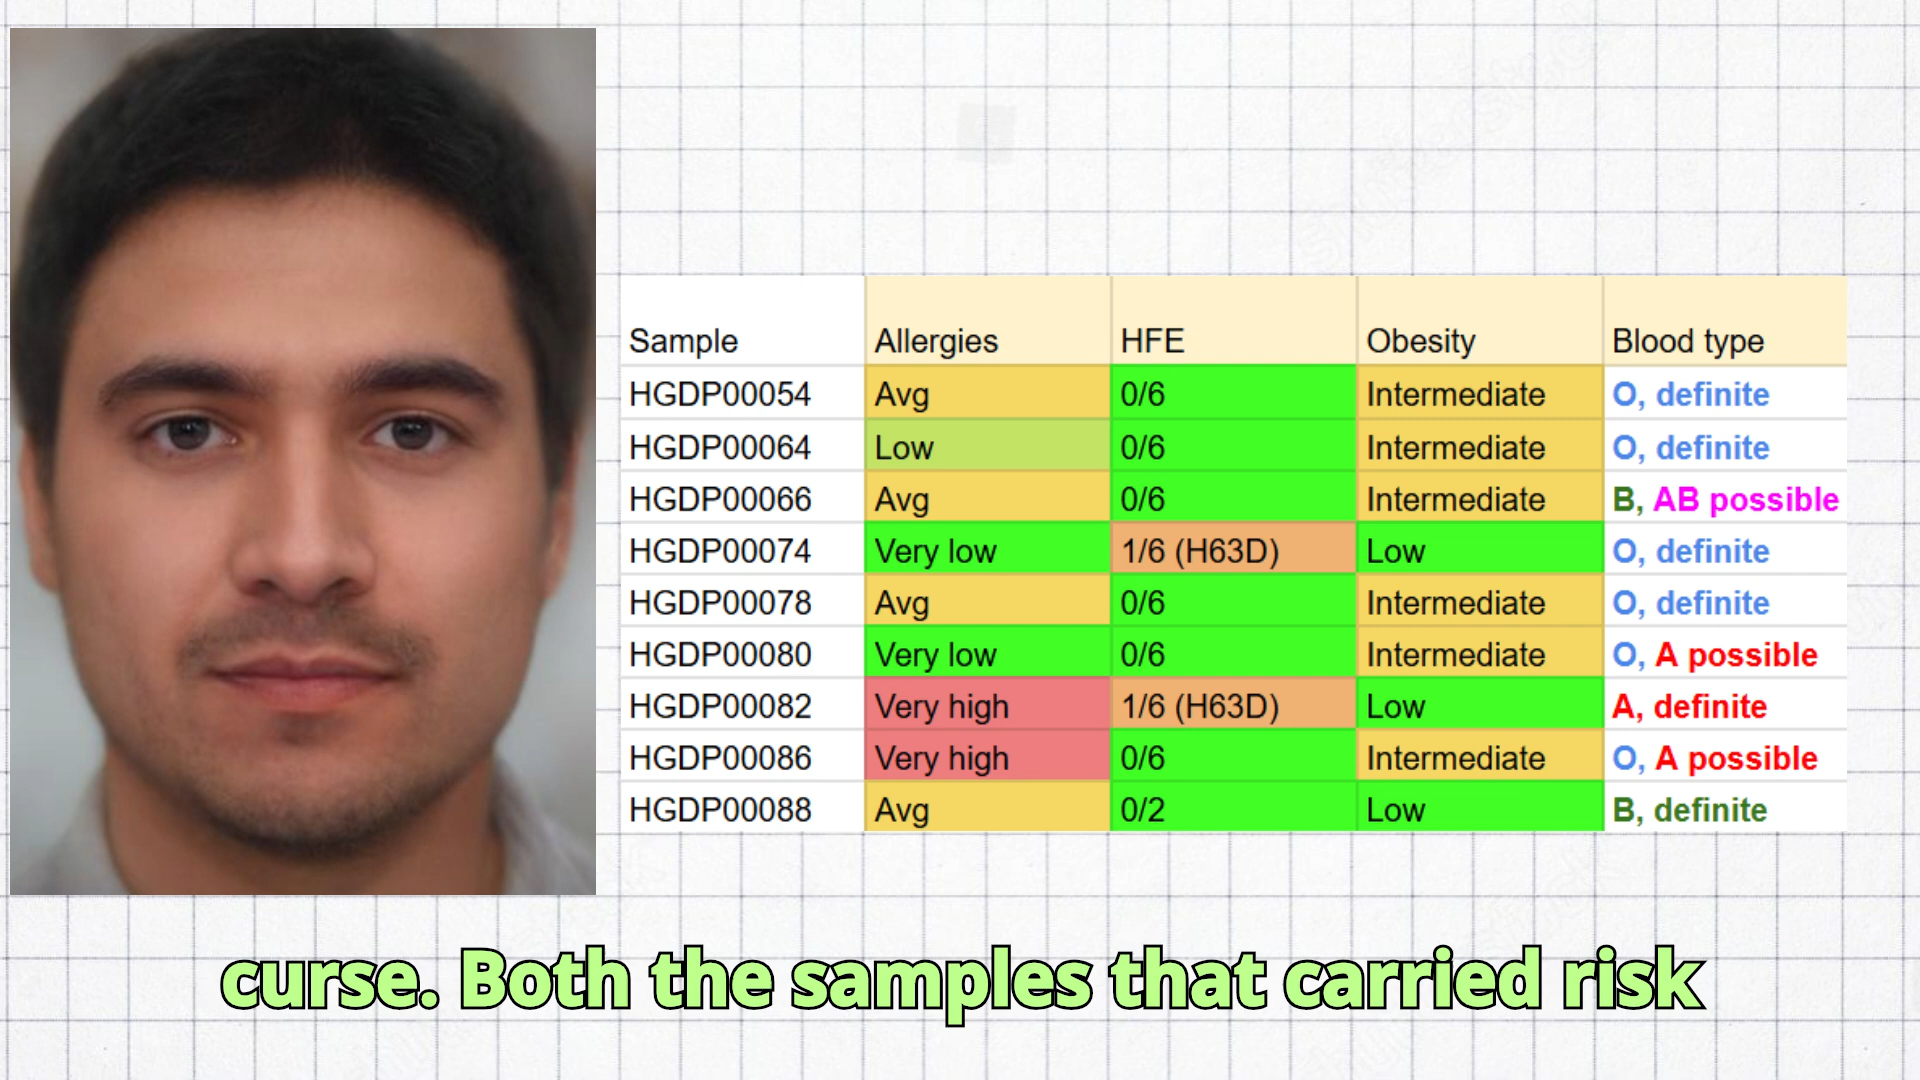 Sample Allergies HFE Obesity Blood type
HGDP00054 Avg 0/6 Intermediate O, definite
HGDP00064 Low 0/6 Intermediate O, definite
HGDP00066 Avg 0/6 Intermediate B, AB possible
HGDP00074 Very low 1/6 (H63D) Low O, definite
HGDP00078 Avg 0/6 Intermediate O, definite
HGDP00080 Very low 0/6 Intermediate O, A possible
HGDP00082 Very high 1/6 (H63D) Low A, definite
HGDP00086 Very high 0/6 Intermediate O, A possible
HGDP00088 Avg 0/2 Low B, definite
curse. Both the samples that carried risk